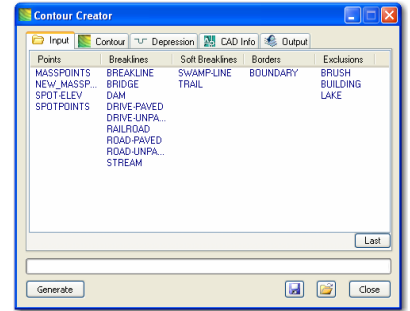 Contour Creator
Input Contour Depression CAD Info Output
Points Breaklines Soft Breaklines Borders Exclusions
MASSPOINTS BREAKLINE SWAMP-LINE BOUNDARY BRUSH
NEW_MASSP... BRIDGE TRAIL BUILDING
SPOT-ELEV DAM LAKE
SPOTPOINTS DRIVE-PAVED
DRIVE-UNPA...
RAILROAD
ROAD-PAVED
ROAD-UNPA...
STREAM
Last
Generate Close